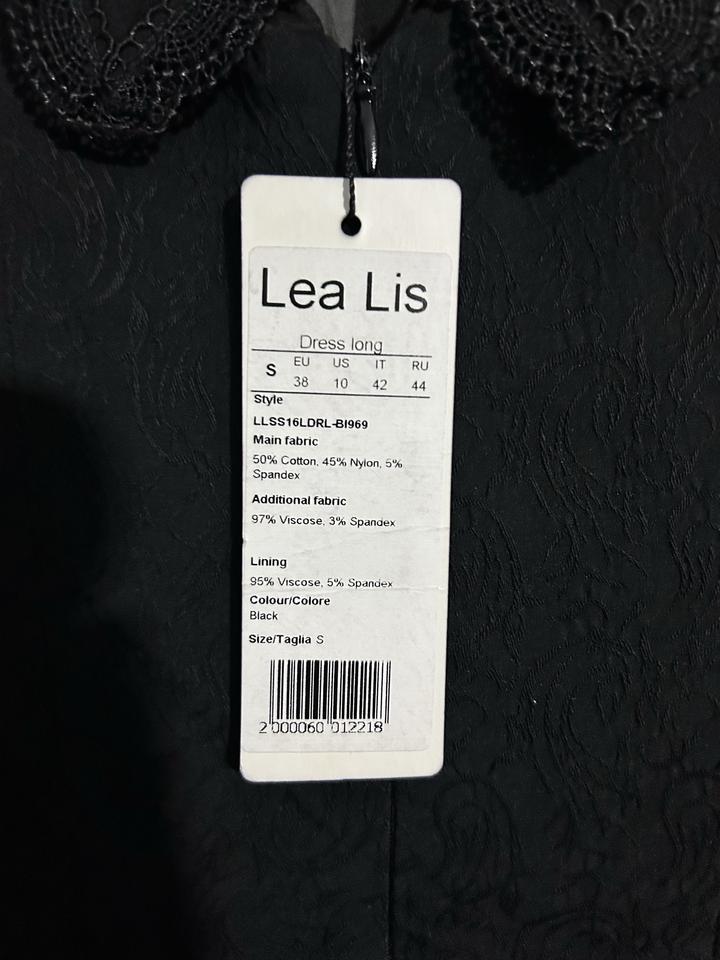 Lea Lis
Dress long
S EU US IT RU
38 10 42 44
Style
LLSS16LDRL-BI969
Main fabric
50% Cotton, 45% Nylon, 5%
Spandex
Additional fabric
97% Viscose, 3% Spandex
Lining
95% Viscose, 5% Spandex
Colour/Colore
Black
Size/Taglia S
2 000060 012218